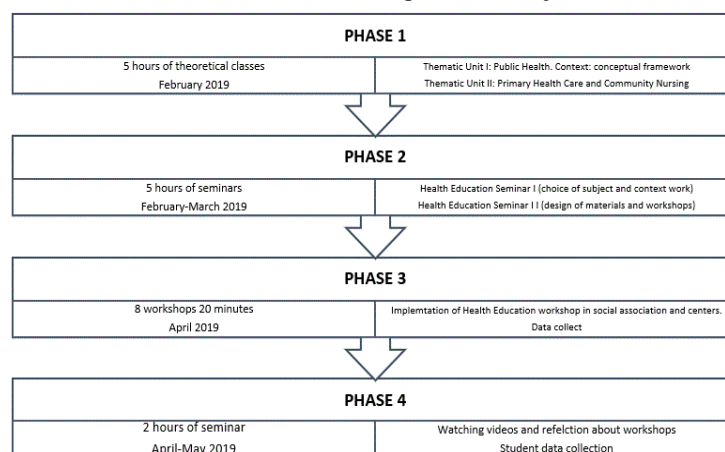 PHASE 1
5 hours of theoretical classes
February 2019
Thematic Unit I: Public Health. Context: conceptual framework
Thematic Unit II: Primary Health Care and Community Nursing
PHASE 2
5 hours of seminars
February-March 2019
Health Education Seminar I (choice of subject and context work)
Health Education Seminar I I (design of materials and workshops)
PHASE 3
8 workshops 20 minutes
April 2019
Implemtation of Health Education workshop in social association and centers.
Data collect
PHASE 4
2 hours of seminar
April-May 2019
Watching videos and refelction about workshops
Student data collection